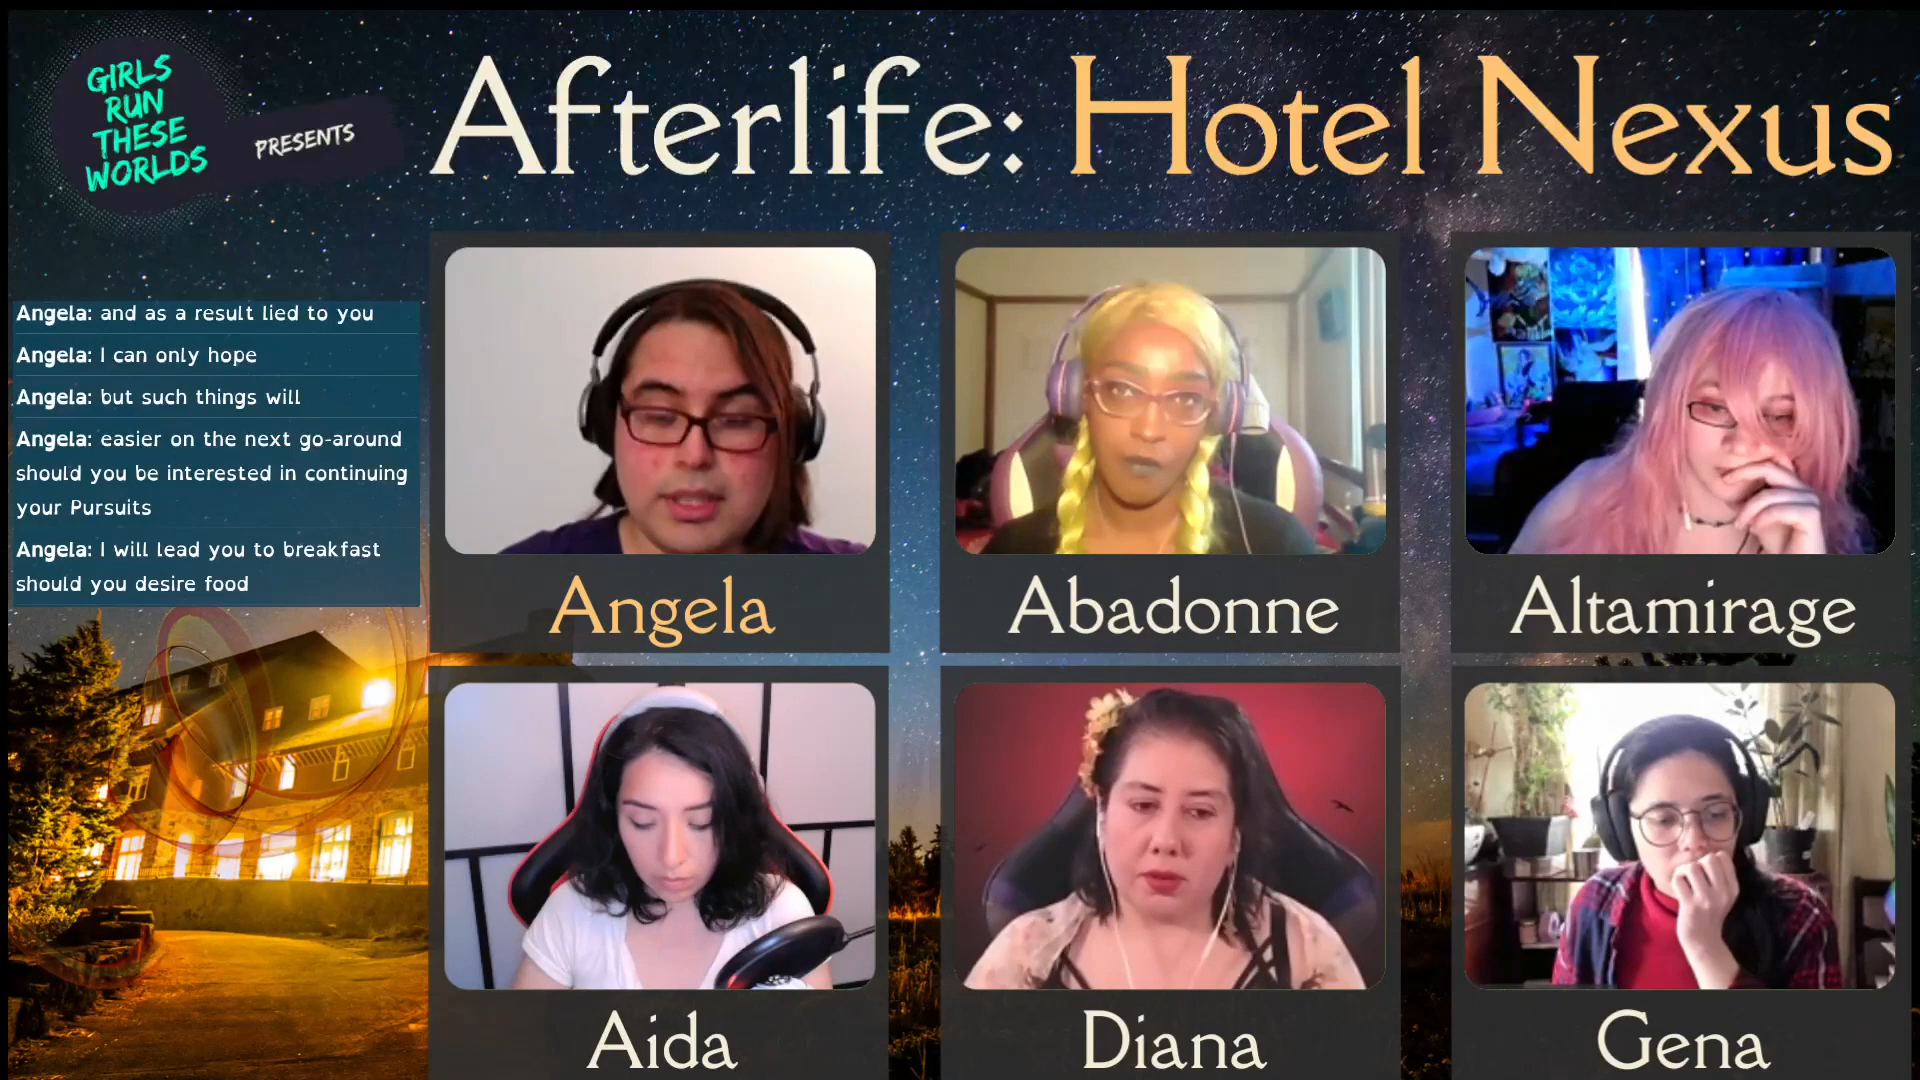 GIRLS
RUN
THESE
WORLDS
PRESENTS
Afterlife: Hotel Nexus
Angela: and as a result lied to you
Angela: I can only hope
Angela: but such things will
Angela: easier on the next go-around
should you be interested in continuing
your Pursuits
Angela: I will lead you to breakfast
should you desire food
Angela
Abadonne
Altamirage
Aida
Diana
Gena